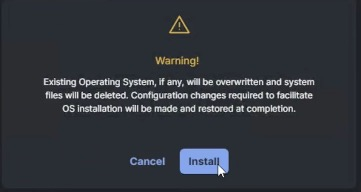 Warning!
Existing Operating System, if any, will be overwritten and system
files will be deleted. Configuration changes required to facilitate
OS installation will be made and restored at completion.
Cancel Install